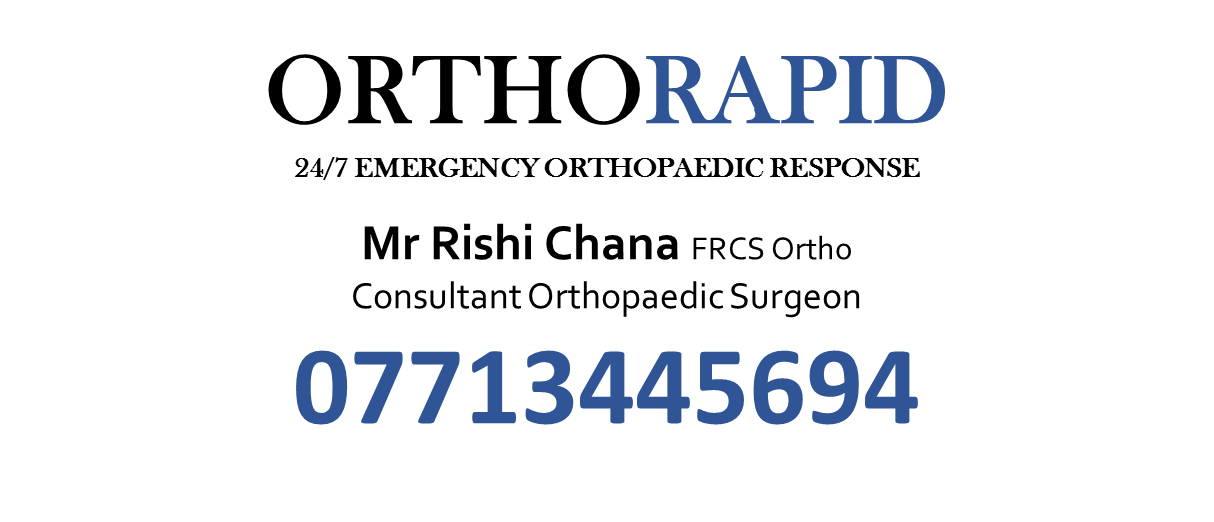 ORTHORAPID
24/7 EMERGENCY ORTHOPAEDIC RESPONSE
Mr Rishi Chana FRCS Ortho
Consultant Orthopaedic Surgeon
07713445694